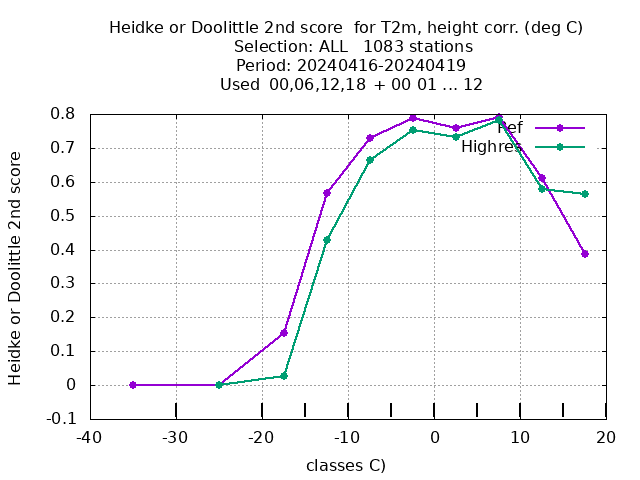 Heidke or Doolittle 2nd score  for T2m, height corr. (deg C)
Selection: ALL   1083 stations
Period: 20240416-20240419
Used  00,06,12,18  + 00 01 ... 12
Heidke or Doolittle 2nd score
0.8
0.7
0.6
0.5
0.4
0.3
0.2
0.1
0
-0.1
Ref
Highres
-40
-30
-20
-10
0
10
20
classes C)